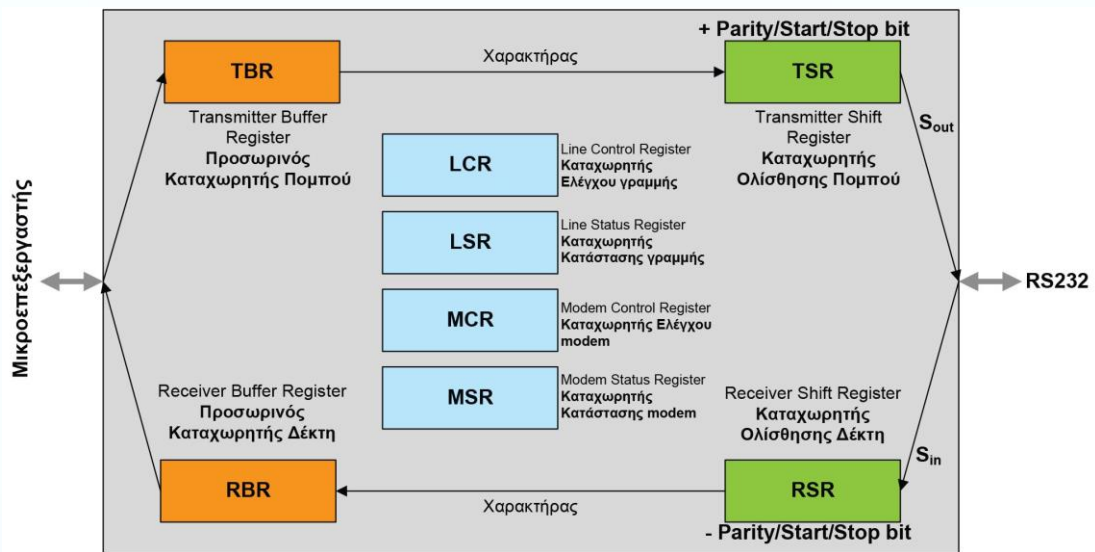 + Parity/Start/Stop bit
TBR
Χαρακτήρας
TSR
Transmitter Buffer
Register
Προσωρινός
Καταχωρητής Πομπού
Transmitter Shift
Register
Καταχωρητής
Ολίσθησης Πομπού
Sout
LCR
Line Control Register
Καταχωρητής
Ελέγχου γραμμής
LSR
Line Status Register
Καταχωρητής
Κατάστασης γραμμής
Μικροεπεξεργαστής
RS232
MCR
Modem Control Register
Καταχωρητής Ελέγχου
modem
MSR
Modem Status Register
Καταχωρητής
Κατάστασης modem
Receiver Buffer Register
Προσωρινός
Καταχωρητής Δέκτη
Receiver Shift Register
Καταχωρητής
Ολίσθησης Δέκτη
Sin
RBR
Χαρακτήρας
RSR
- Parity/Start/Stop bit